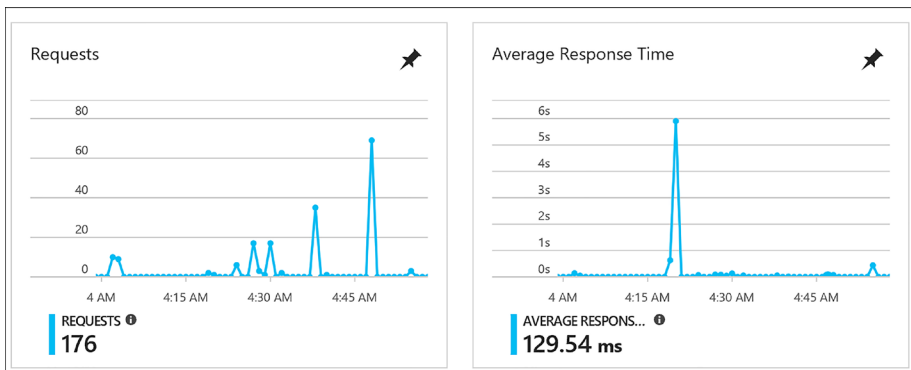 Requests
80
60
40
20
0
4 AM 4:15 AM 4:30 AM 4:45 AM
REQUESTS
176
Average Response Time
6s
5s
4s
3s
2s
1s
0s
4 AM 4:15 AM 4:30 AM 4:45 AM
AVERAGE RESPONS...
129.54 ms